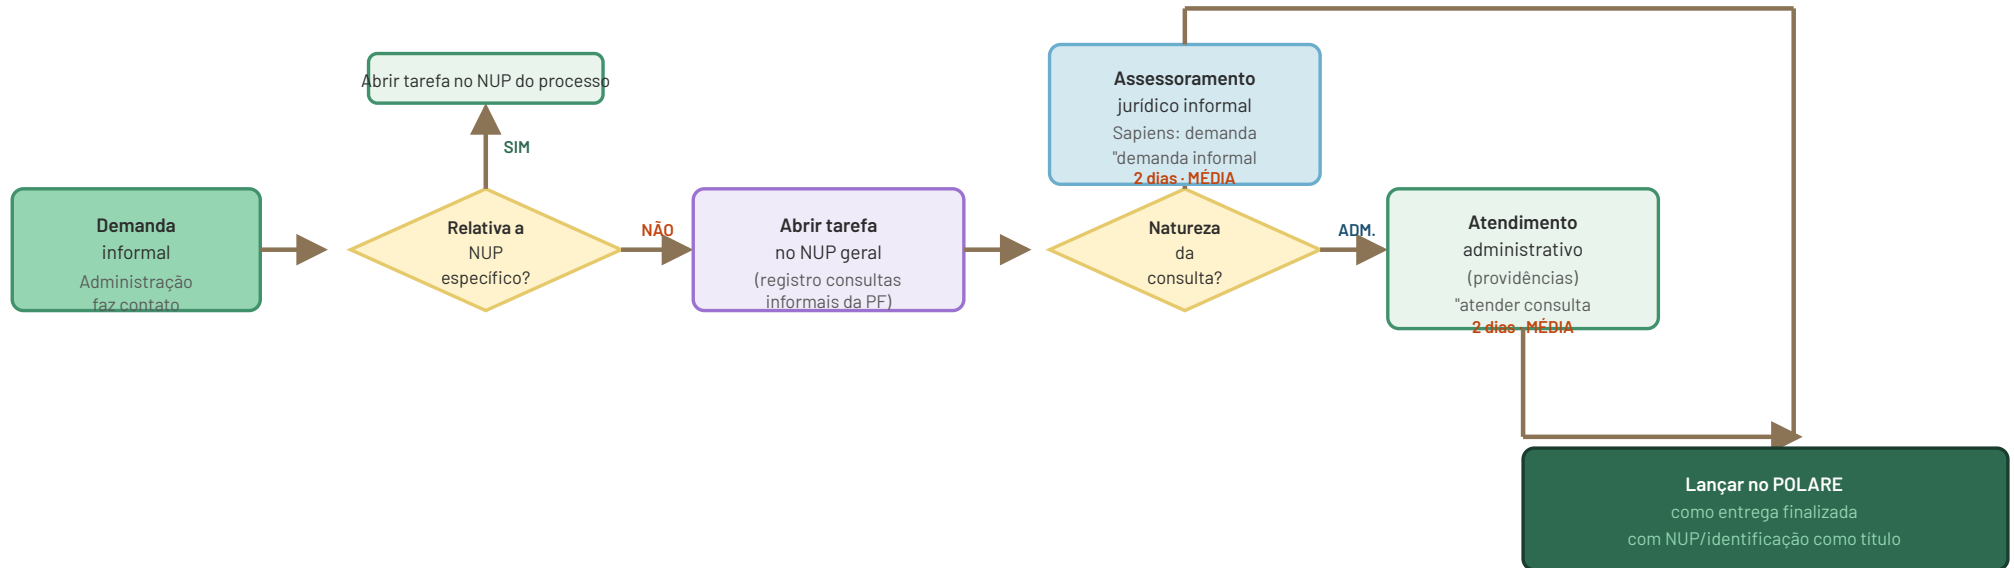 Abrir tarefa no NUP do processo
SIM
Demanda
informal
Administração
faz contato
Relativa a
NUP
específico?
NÃO
Abrir tarefa
no NUP geral
(registro consultas
informais da PF)
Assessoramento
jurídico informal
Sapiens: demanda
"demanda informal
2 dias · MÉDIA
Natureza
da
consulta?
ADM.
Atendimento
administrativo
(providências)
"atender consulta
2 dias · MÉDIA
Lançar no POLARE
como entrega finalizada
com NUP/identificação como título